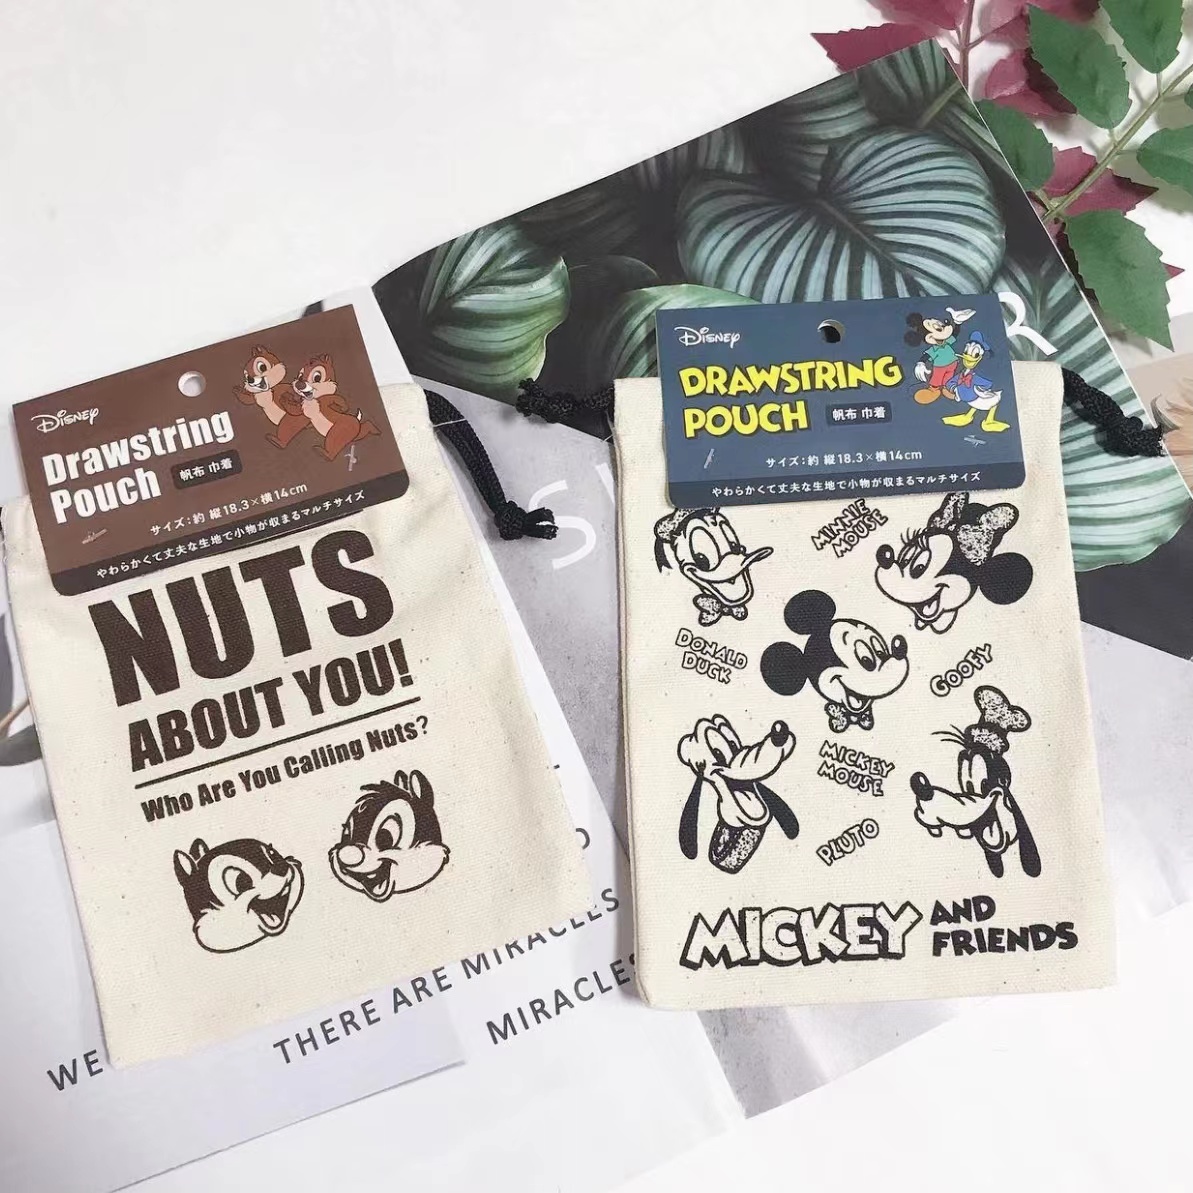 Disney
Drawstring
Pouch
帆布 巾着
サイズ:約 縦18.3×横14cm
やわらかくて丈夫な生地で小物が収まるマルチサイズ
NUTS
ABOUT YOU!
Who Are You Calling Nuts?
Disney
DRAWSTRING
POUCH
帆布 巾着
サイズ:約 縦18.3×横14cm
やわらかくて丈夫な生地で小物が収まるマルチサイズ
MINNIE
MOUSE
DONALD
DUCK
GOOFY
MICKEY
MOUSE
PLUTO
MICKEY AND
FRIENDS
WE
THERE ARE MIRACLES
MIRACLES